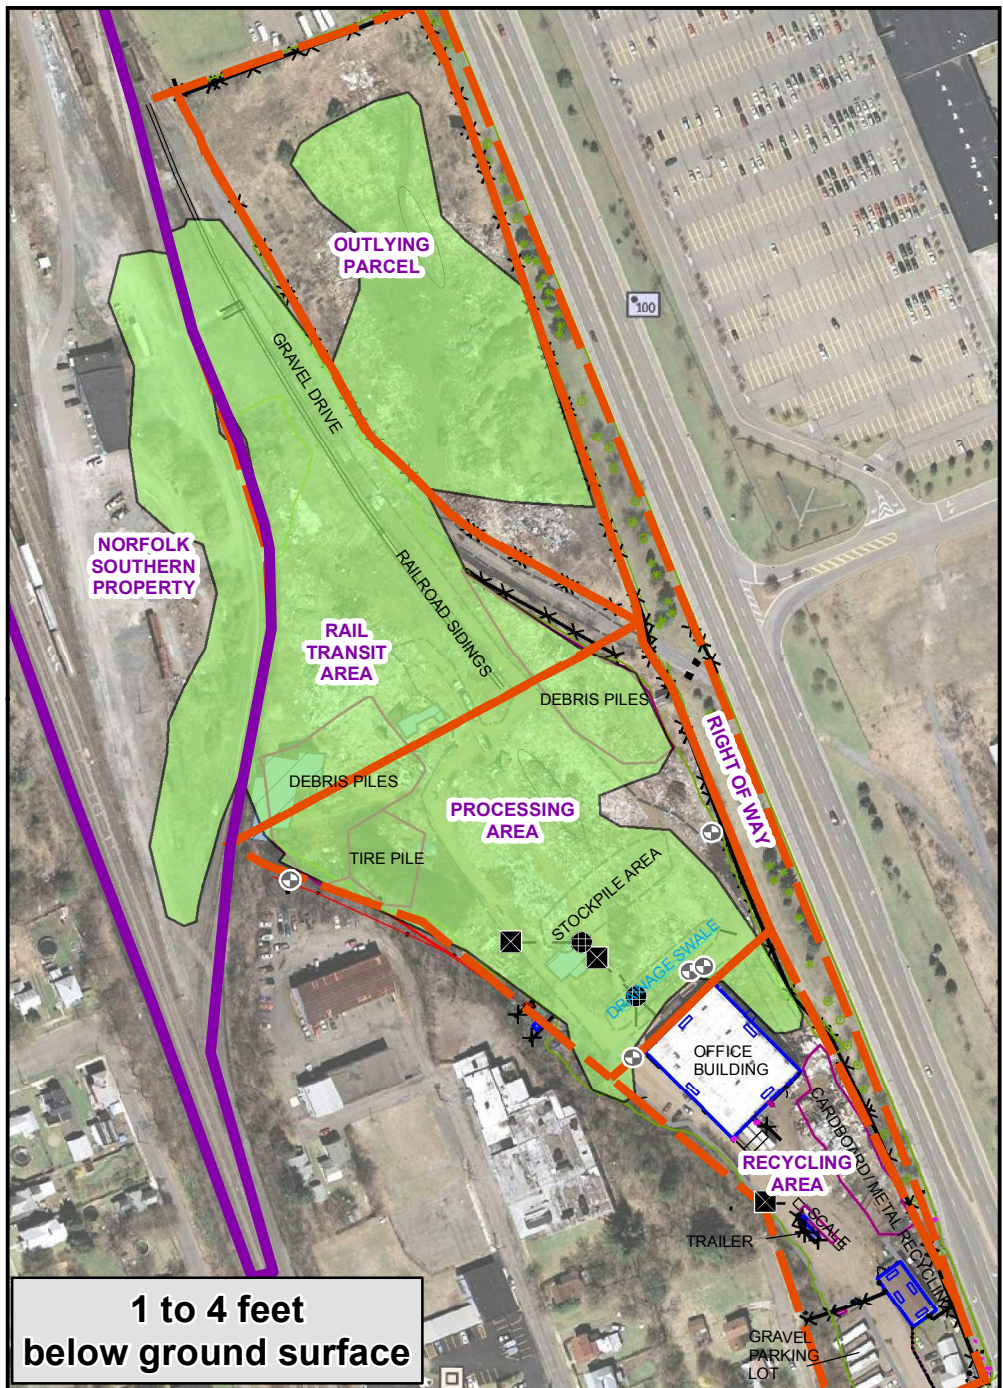 OUTLYING
PARCEL
100
GRAVEL DRIVE
NORFOLK
SOUTHERN
PROPERTY
RAILROAD SIDINGS
RAIL
TRANSIT
AREA
DEBRIS PILES
RIGHT OF WAY
DEBRIS PILES
PROCESSING
AREA
TIRE PILE
STOCKPILE AREA
DRAINAGE SWALE
OFFICE
BUILDING
CARDBOARD/ METAL RECYCLING
RECYCLING
AREA
SCALE
TRAILER
GRAVEL
PARKING
LOT
1 to 4 feet
below ground surface